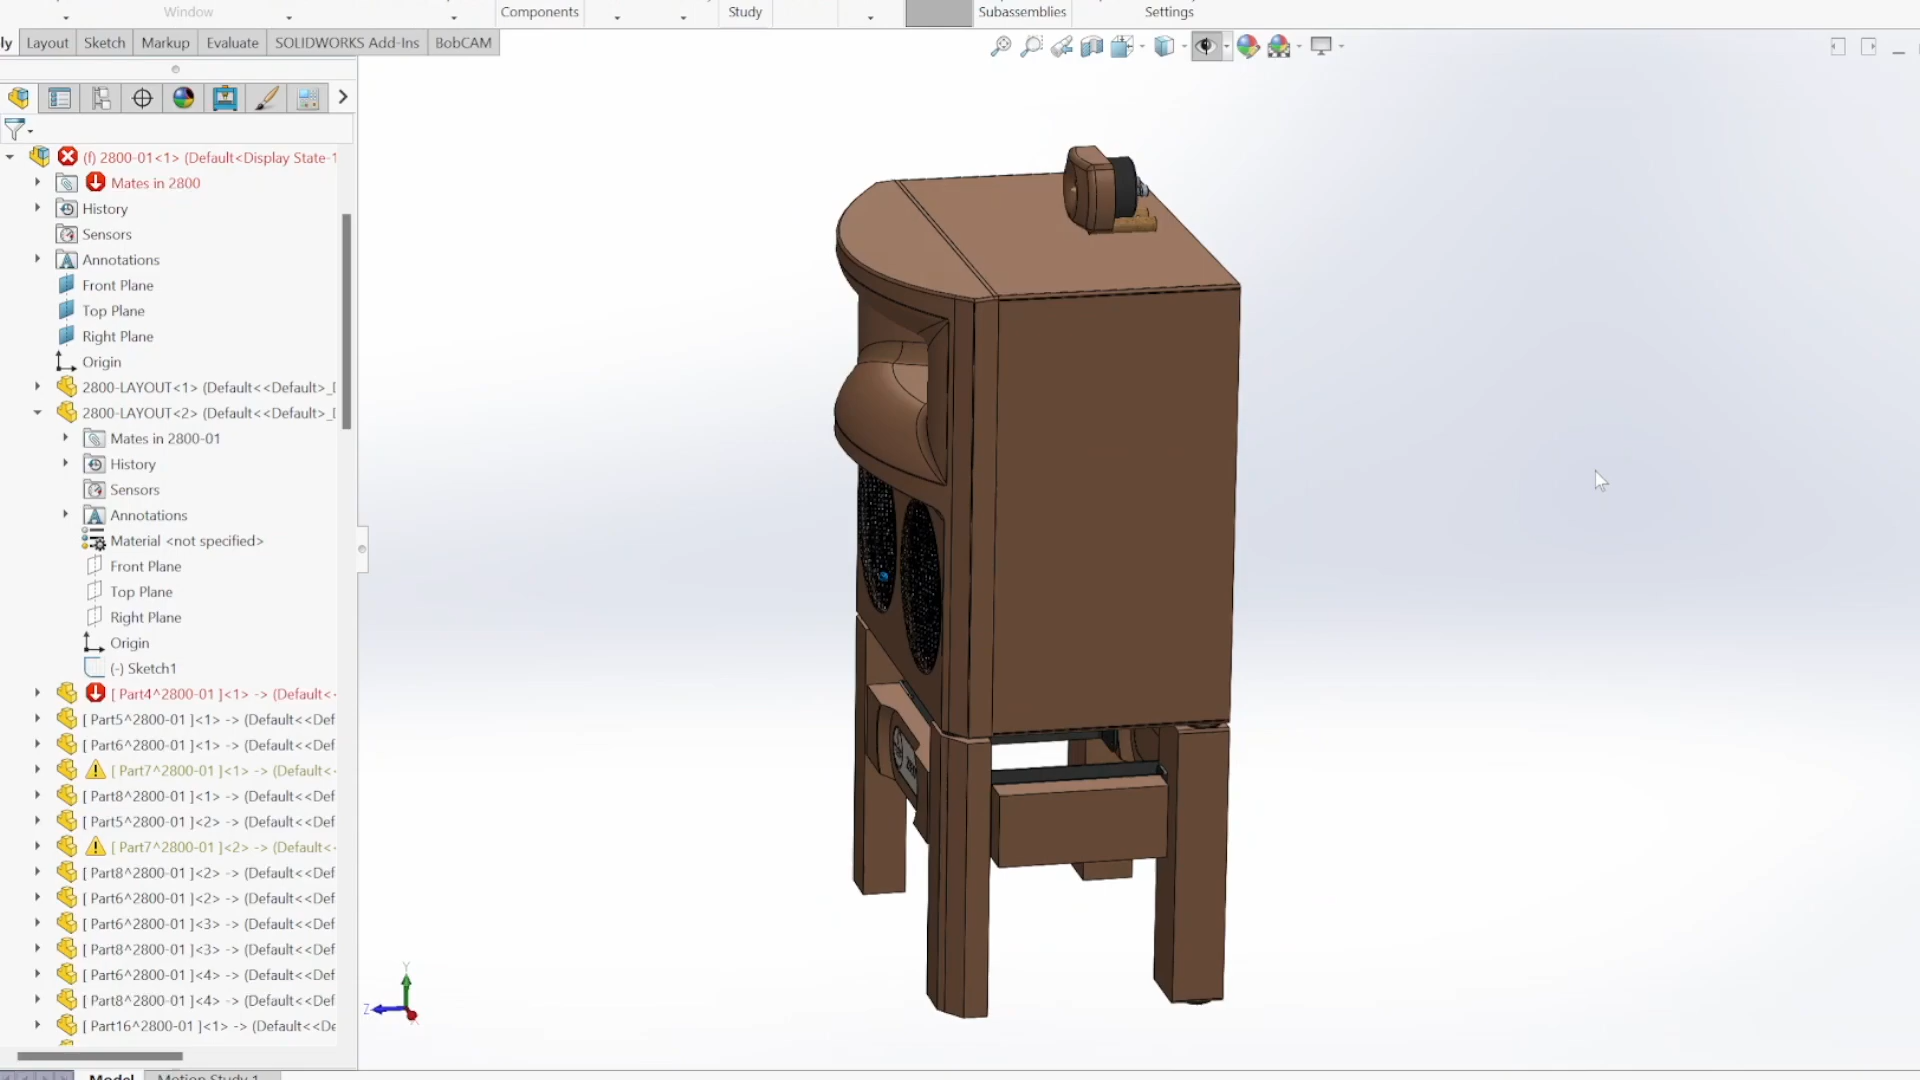 Window
Components
Study
Subassemblies
Settings
ly
Layout
Sketch
Markup
Evaluate
SOLIDWORKS Add-Ins
BobCAM
(f) 2800-01<1> (Default<Display State-1
Mates in 2800
History
Sensors
Annotations
Front Plane
Top Plane
Right Plane
Origin
2800-LAYOUT<1> (Default<<Default>_
2800-LAYOUT<2> (Default<<Default>_
Mates in 2800-01
History
Sensors
Annotations
Material <not specified>
Front Plane
Top Plane
Right Plane
Origin
(-) Sketch1
[ Part4^2800-01 ]<1> -> (Default<
[ Part5^2800-01 ]<1> -> (Default<<Def
[ Part6^2800-01 ]<1> -> (Default<<Def
[ Part7^2800-01 ]<1> -> (Default<
[ Part8^2800-01 ]<1> -> (Default<<Def
[ Part5^2800-01 ]<2> -> (Default<<Def
[ Part7^2800-01 ]<2> -> (Default<
[ Part8^2800-01 ]<2> -> (Default<<Def
[ Part6^2800-01 ]<2> -> (Default<<Def
[ Part6^2800-01 ]<3> -> (Default<<Def
[ Part8^2800-01 ]<3> -> (Default<<Def
[ Part6^2800-01 ]<4> -> (Default<<Def
[ Part8^2800-01 ]<4> -> (Default<<Def
[ Part16^2800-01 ]<1> -> (Default<<De
Y
Z
Model
Motion Study 1